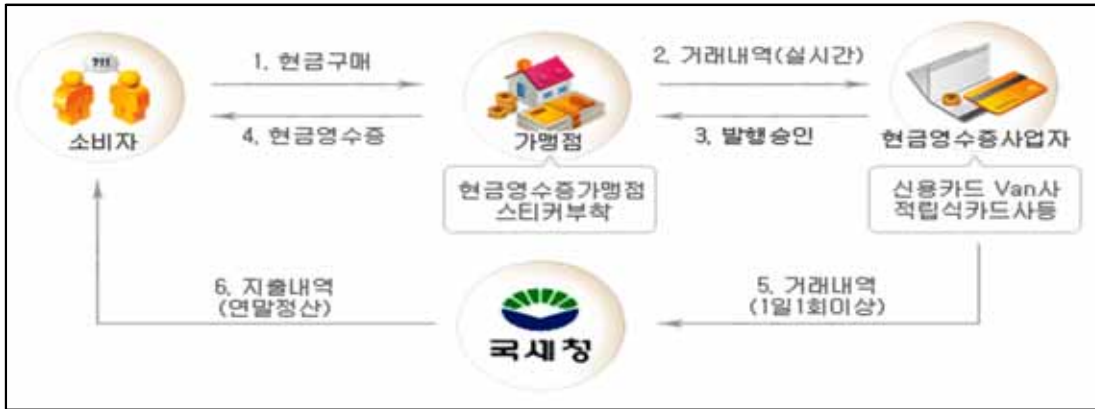 ?!!
1. 현금구매
2. 거래내역(실시간)
4. 현금영수증
3. 발행승인
소비자
가맹점
현금영수증사업자
현금영수증가맹점
스티커부착
신용카드 Van사
적립식카드사등
6. 지출내역
(연말정산)
5. 거래내역
(1일1회이상)
국세청